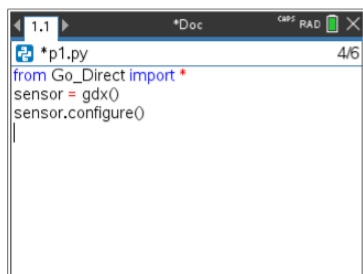 1.1 *Doc CAPS RAD
*p1.py 4/6
from Go_Direct import *
sensor = gdx()
sensor.configure()